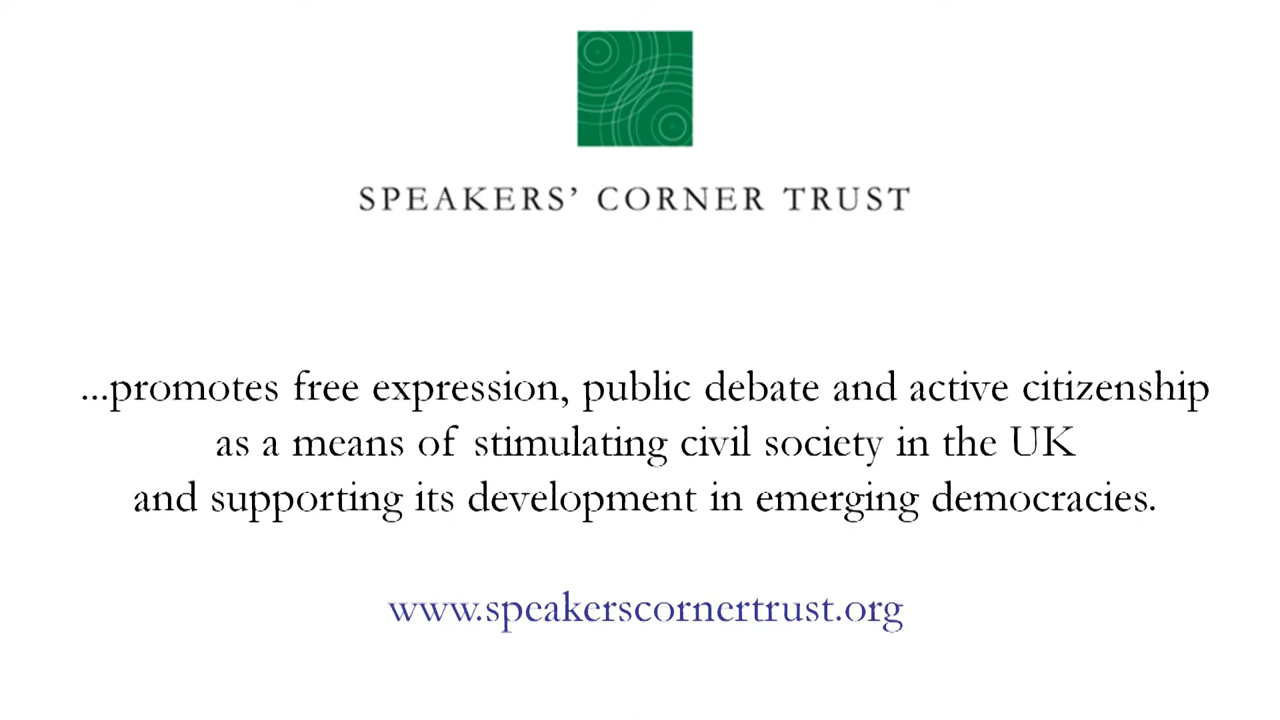 SPEAKERS’ CORNER TRUST
...promotes free expression, public debate and active citizenship
as a means of stimulating civil society in the UK
and supporting its development in emerging democracies.
www.speakerscornertrust.org